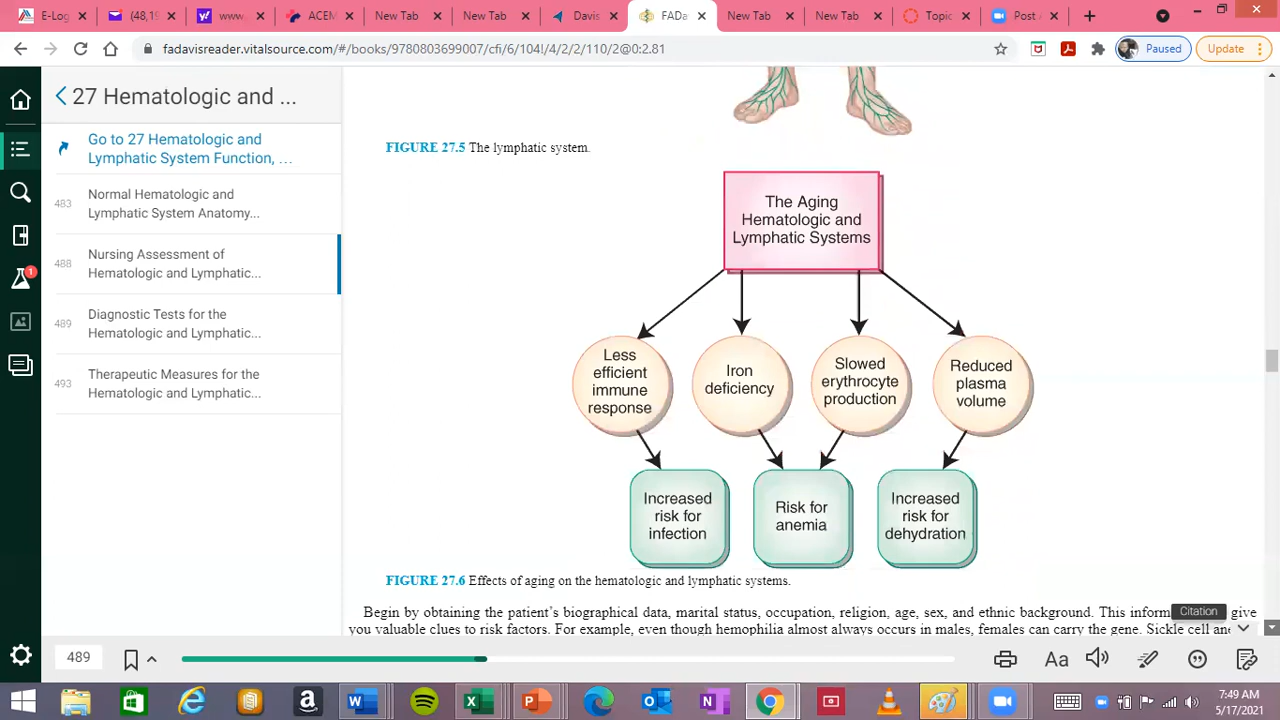 E-Log
(48,19
www.
ACEM
New Tab
New Tab
Davis
FADa
New Tab
New Tab
Topic
Post A
fadavisreader.vitalsource.com/#/books/9780803699007/cfi/6/104!/4/2/2/110/2@0:2.81
Paused
Update
27 Hematologic and ...
Go to 27 Hematologic and
Lymphatic System Function, ...
483
Normal Hematologic and
Lymphatic System Anatomy...
488
Nursing Assessment of
Hematologic and Lymphatic...
489
Diagnostic Tests for the
Hematologic and Lymphatic...
493
Therapeutic Measures for the
Hematologic and Lymphatic...
1
FIGURE 27.5 The lymphatic system.
The Aging
Hematologic and
Lymphatic Systems
Less
efficient
immune
response
Iron
deficiency
Slowed
erythrocyte
production
Reduced
plasma
volume
Increased
risk for
infection
Risk for
anemia
Increased
risk for
dehydration
FIGURE 27.6 Effects of aging on the hematologic and lymphatic systems.
Begin by obtaining the patient's biographical data, marital status, occupation, religion, age, sex, and ethnic background. This inform give
you valuable clues to risk factors. For example, even though hemophilia almost always occurs in males, females can carry the gene. Sickle cell ane
Citation
489
Aa
7:49 AM
5/17/2021